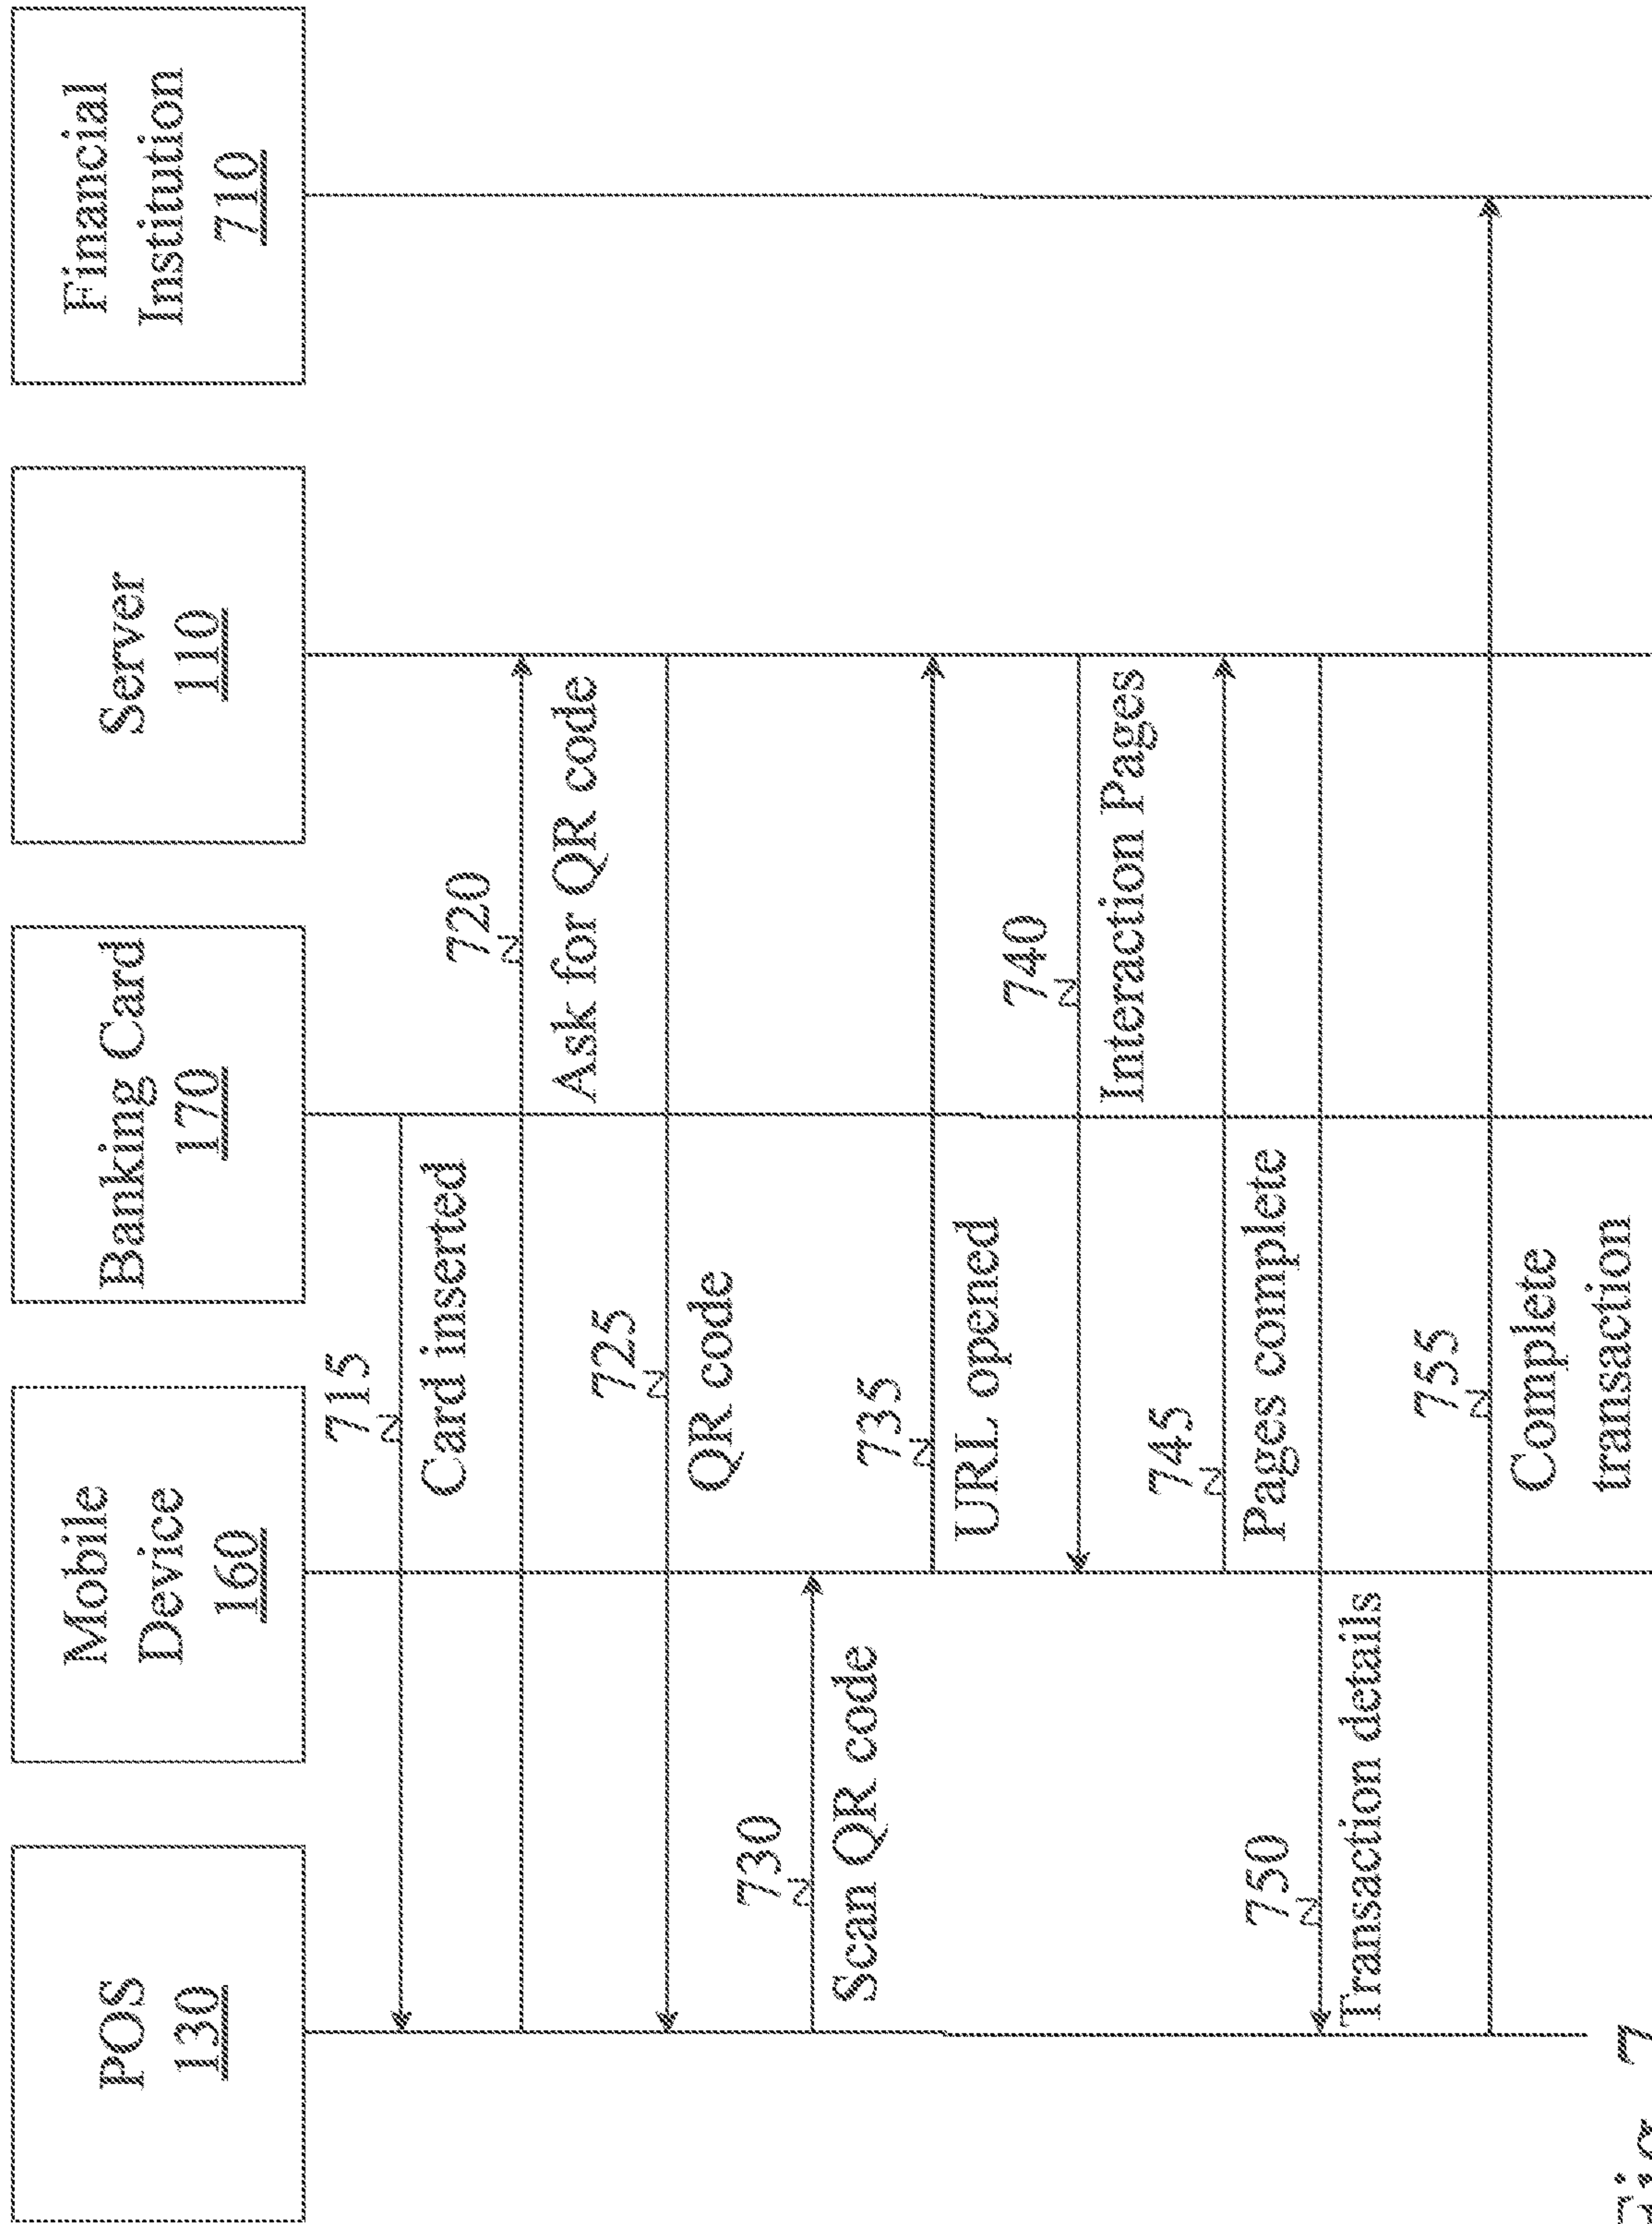 POS
130
Mobile
Device
160
Banking Card
170
Server
110
Financial
Institution
710
715
Card inserted
720
Ask for QR code
725
QR code
730
Scan QR code
735
URL opened
740
Interaction Pages
745
Pages complete
750
Transaction details
755
Complete
transaction
Fig. 7